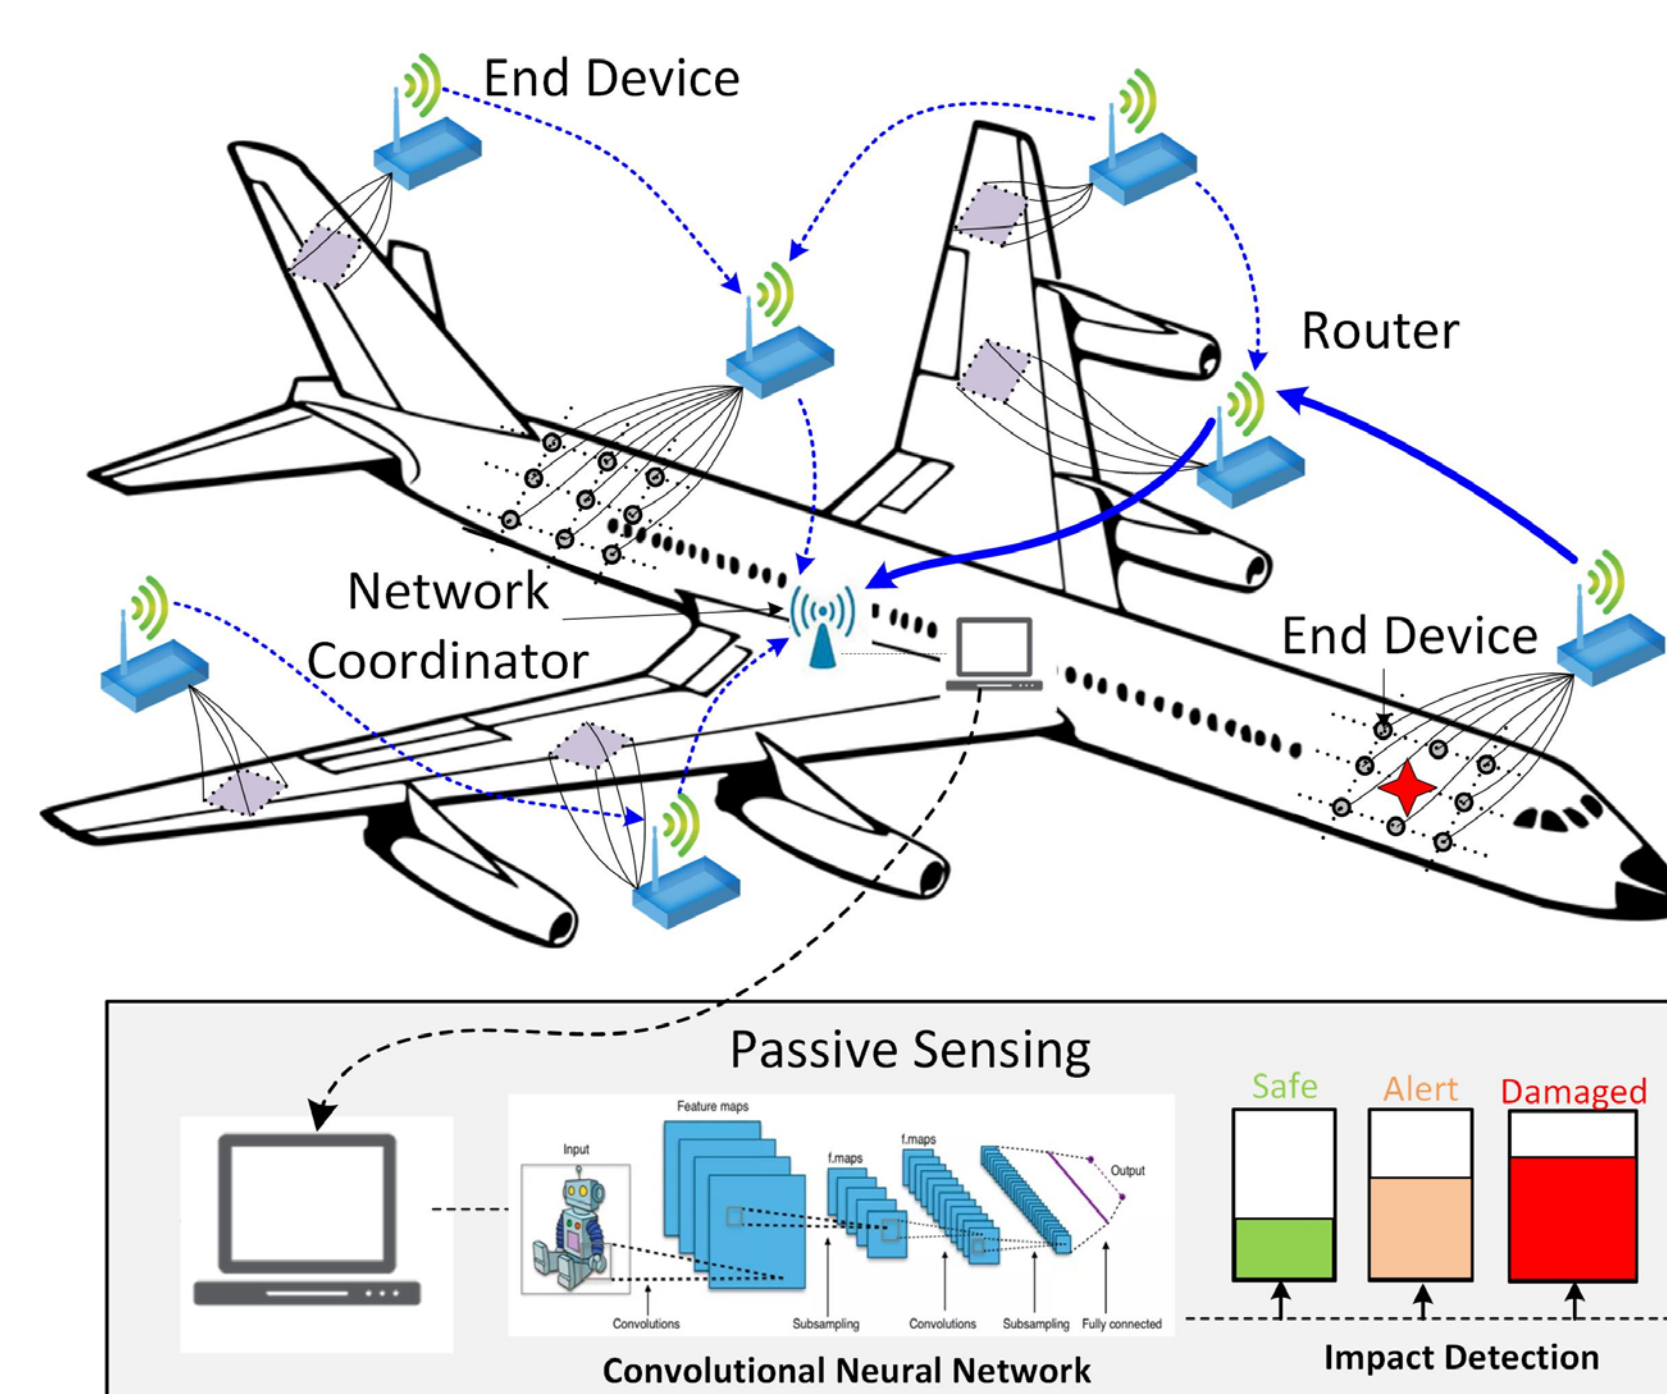 End Device
Router
Network
Coordinator
End Device
Passive Sensing
Safe
Alert
Damaged
Feature maps
Input
f.maps
f.maps
Output
Convolutions
Subsampling
Convolutions
Subsampling
Fully connected
Convolutional Neural Network
Impact Detection